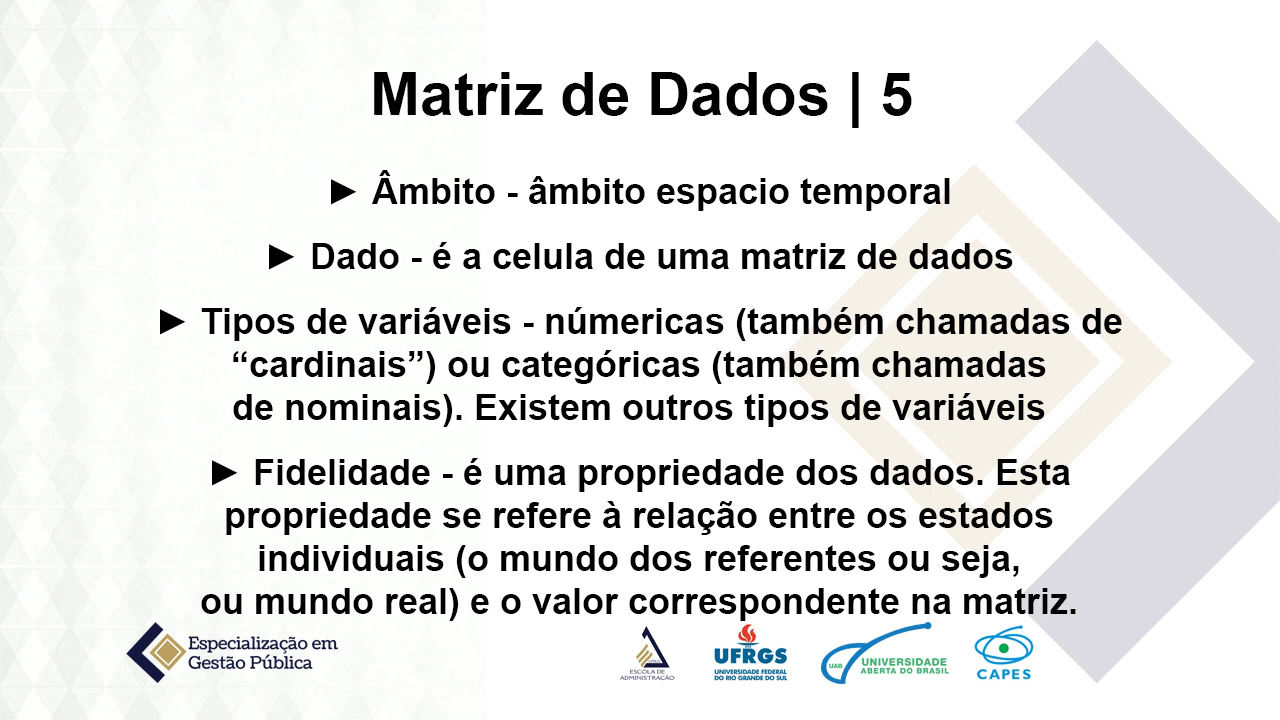 Matriz de Dados | 5
► Âmbito - âmbito espacio temporal
► Dado - é a celula de uma matriz de dados
► Tipos de variáveis - númericas (também chamadas de
“cardinais”) ou categóricas (também chamadas
de nominais). Existem outros tipos de variáveis
► Fidelidade - é uma propriedade dos dados. Esta
propriedade se refere à relação entre os estados
individuais (o mundo dos referentes ou seja,
ou mundo real) e o valor correspondente na matriz.
Especialização em
Gestão Pública
ESCOLA DE
ADMINISTRAÇÃO
UFRGS
UNIVERSIDADE FEDERAL
DO RIO GRANDE DO SUL
UAB
UNIVERSIDADE
ABERTA DO BRASIL
CAPES